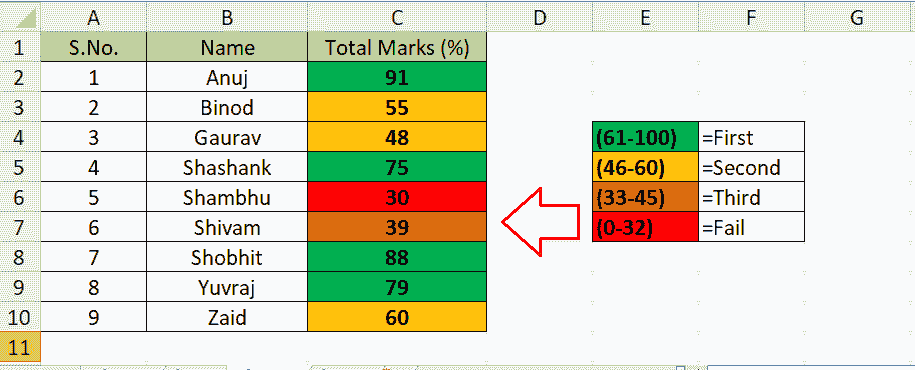 A B C D E F G
1 S.No. Name Total Marks (%)
2 1 Anuj 91
3 2 Binod 55
4 3 Gaurav 48 (61-100) =First
5 4 Shashank 75 (46-60) =Second
6 5 Shambhu 30 (33-45) =Third
7 6 Shivam 39 (0-32) =Fail
8 7 Shobhit 88
9 8 Yuvraj 79
10 9 Zaid 60
11